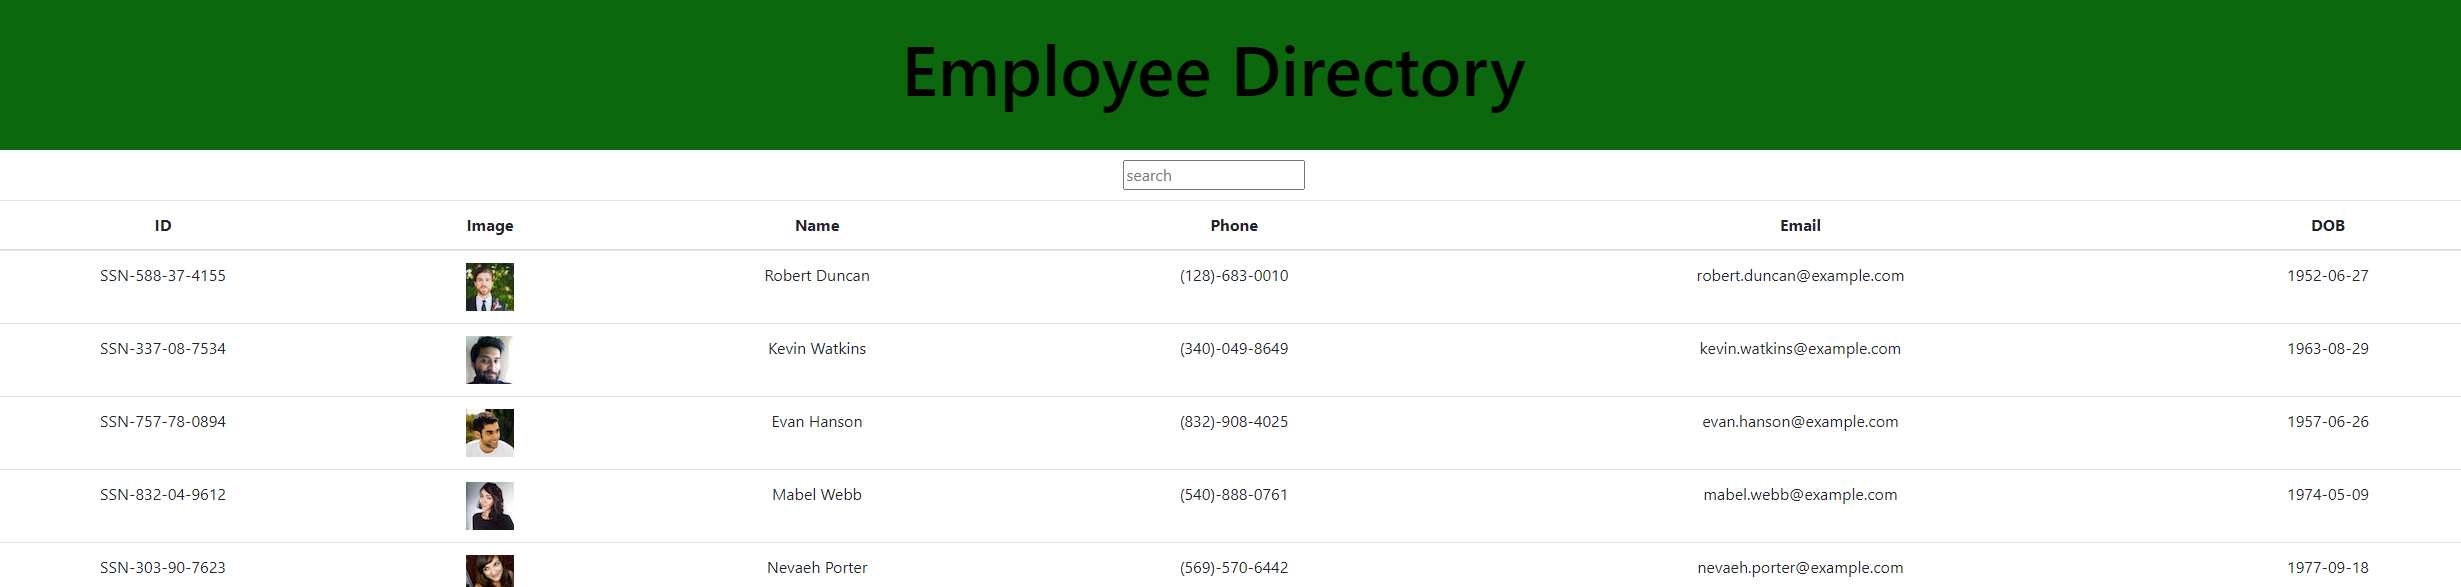 Employee Directory
search
ID Image Name Phone Email DOB
SSN-588-37-4155 Robert Duncan (128)-683-0010 robert.duncan@example.com 1952-06-27
SSN-337-08-7534 Kevin Watkins (340)-049-8649 kevin.watkins@example.com 1963-08-29
SSN-757-78-0894 Evan Hanson (832)-908-4025 evan.hanson@example.com 1957-06-26
SSN-832-04-9612 Mabel Webb (540)-888-0761 mabel.webb@example.com 1974-05-09
SSN-303-90-7623 Nevaeh Porter (569)-570-6442 nevaeh.porter@example.com 1977-09-18